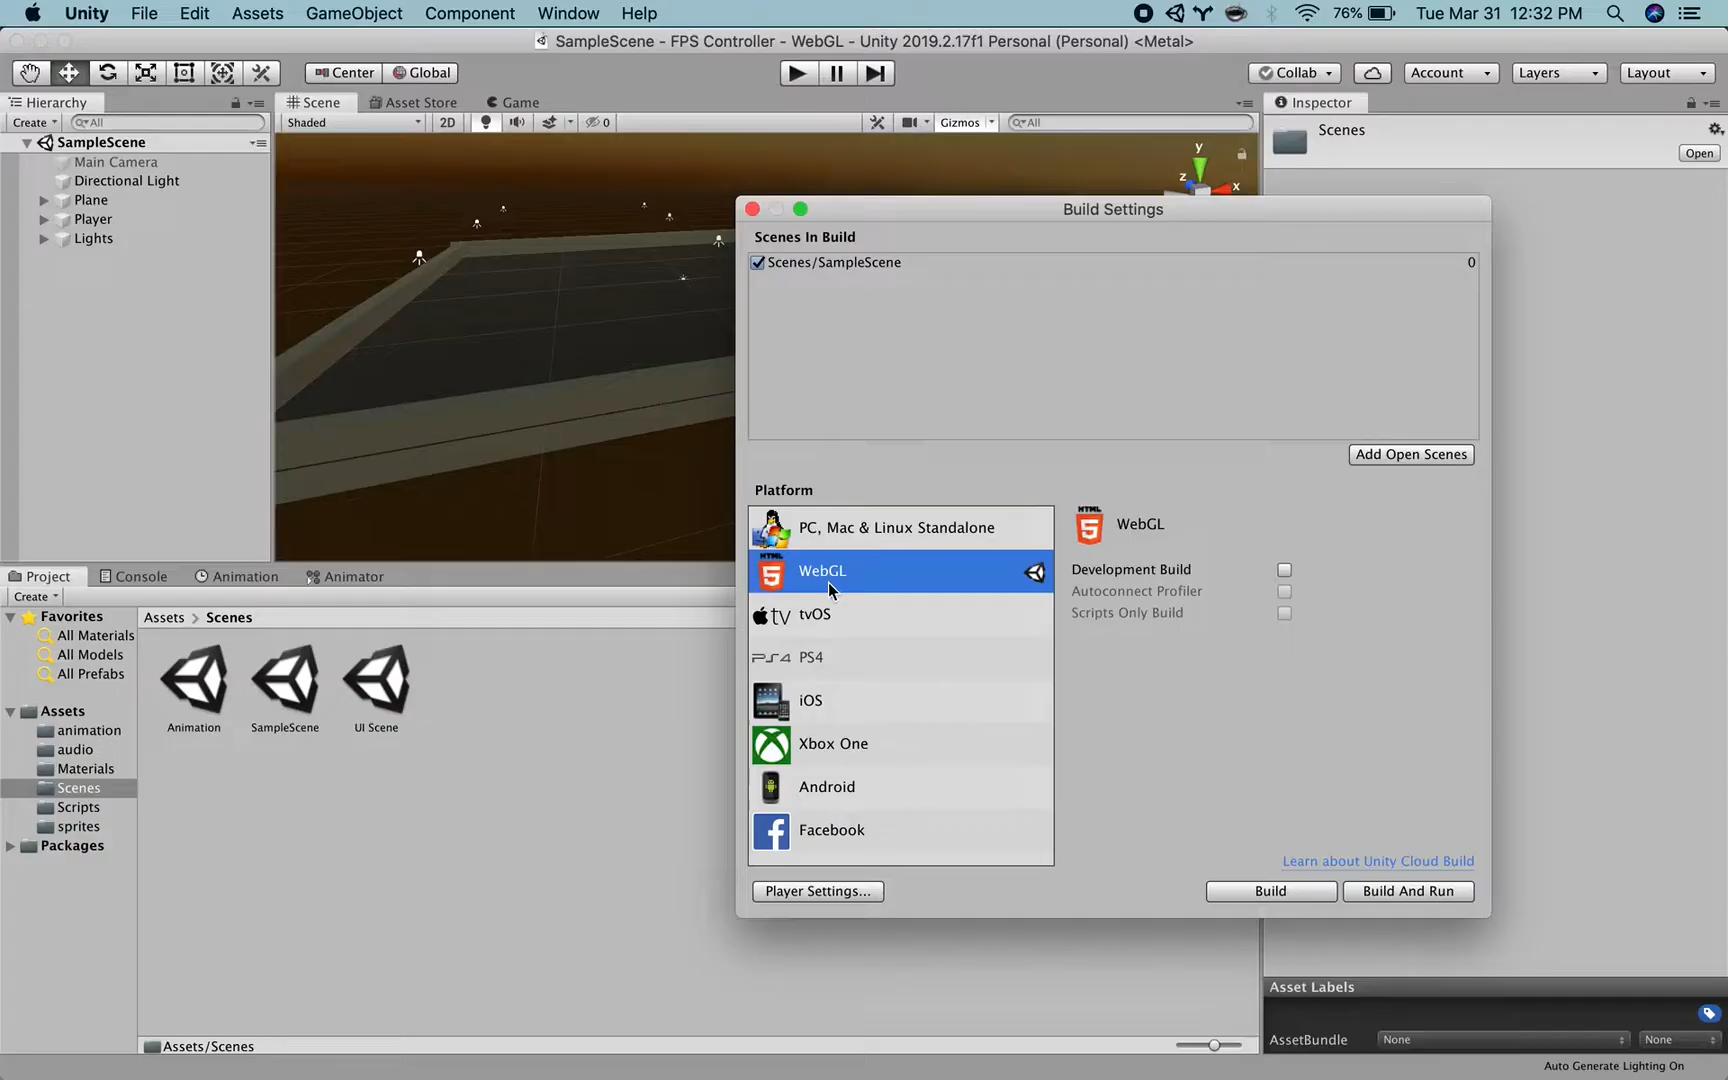 Unity File Edit Assets GameObject Component Window Help 76% Tue Mar 31 12:32 PM
SampleScene - FPS Controller - WebGL - Unity 2019.2.17f1 Personal (Personal) <Metal>
Center Global Collab Account Layers Layout
Hierarchy Scene Asset Store Game Inspector
Create All Shaded 2D 0 Gizmos All
SampleScene
Main Camera
Directional Light
Plane
Player
Lights
y
z
x
Scenes
Open
Build Settings
Scenes In Build
Scenes/SampleScene 0
Add Open Scenes
Platform
PC, Mac & Linux Standalone
HTML
5
WebGL
tv
tvOS
PS4
PS4
iOS
Xbox One
Android
Facebook
HTML
5
WebGL
Development Build
Autoconnect Profiler
Scripts Only Build
Learn about Unity Cloud Build
Player Settings...
Build
Build And Run
Project Console Animation Animator
Create
Favorites
All Materials
All Models
All Prefabs
Assets
animation
audio
Materials
Scenes
Scripts
sprites
Packages
Assets > Scenes
Animation
SampleScene
UI Scene
Assets/Scenes
Asset Labels
AssetBundle None None
Auto Generate Lighting On